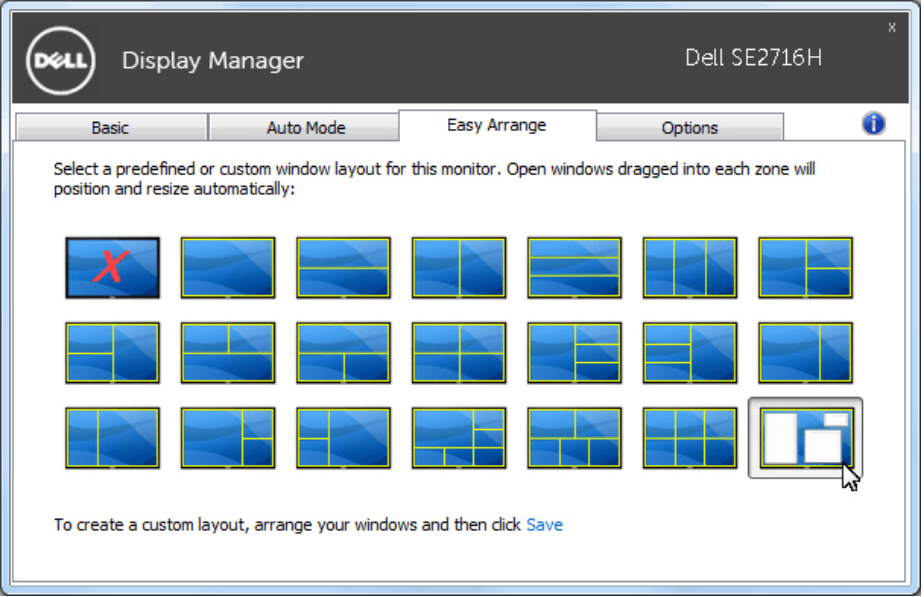 DELL
Display Manager
Dell SE2716H
x
Basic
Auto Mode
Easy Arrange
Options
i
Select a predefined or custom window layout for this monitor. Open windows dragged into each zone will
position and resize automatically:
X
To create a custom layout, arrange your windows and then click Save